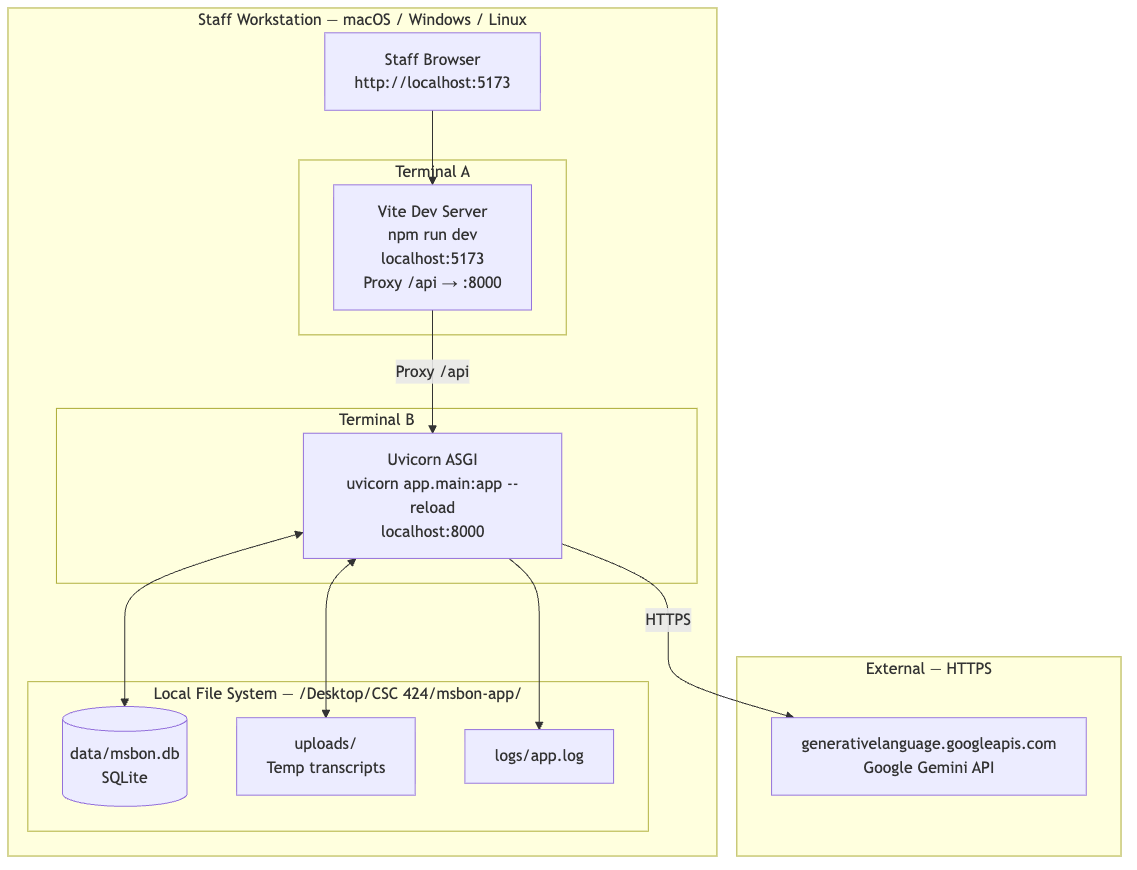 Staff Workstation — macOS / Windows / Linux
Staff Browser
http://localhost:5173
Terminal A
Vite Dev Server
npm run dev
localhost:5173
Proxy /api → :8000
Proxy /api
Terminal B
Uvicorn ASGI
uvicorn app.main:app --
reload
localhost:8000
HTTPS
External — HTTPS
generativelanguage.googleapis.com
Google Gemini API
Local File System — /Desktop/CSC 424/msbon-app/
data/msbon.db
SQLite
uploads/
Temp transcripts
logs/app.log